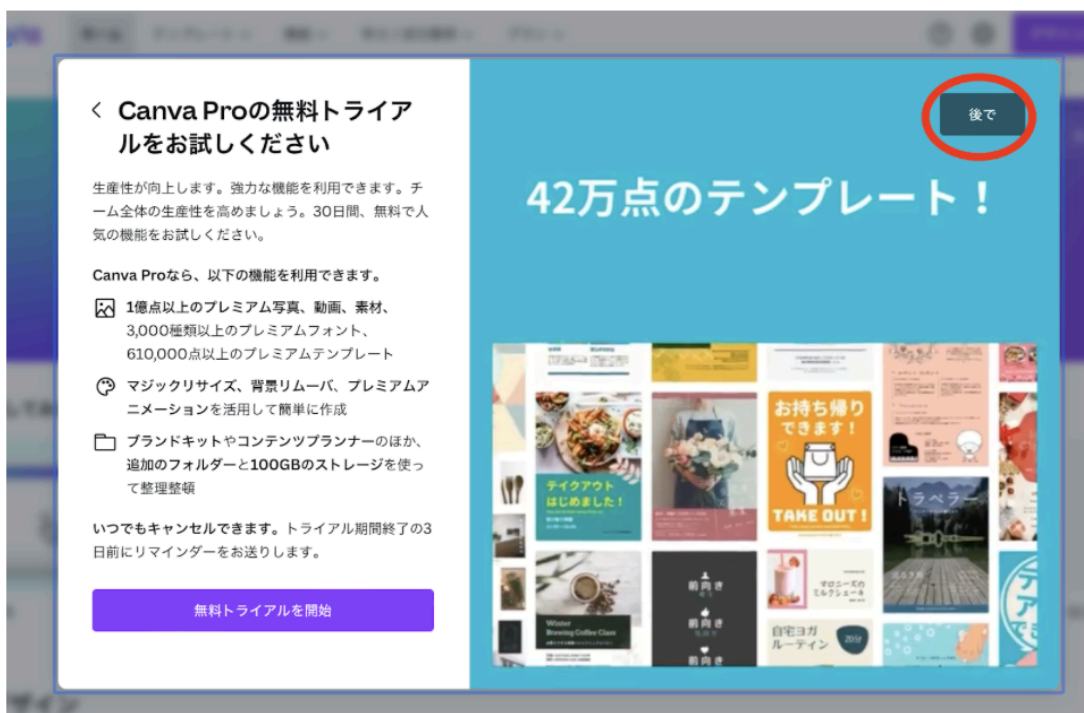 Canva Proの無料トライア
ルをお試しください
生産性が向上します。強力な機能を利用できます。チ
ーム全体の生産性を高めましょう。30日間、無料で人
気の機能をお試しください。
Canva Proなら、以下の機能を利用できます。
1億点以上のプレミアム写真、動画、素材、
3,000種類以上のプレミアムフォント、
610,000点以上のプレミアムテンプレート
マジックリサイズ、背景リムーバ、プレミアムア
ニメーションを活用して簡単に作成
ブランドキットやコンテンツプランナーのほか、
追加のフォルダーと100GBのストレージを使っ
て整理整頓
いつでもキャンセルできます。トライアル期間終了の3
日前にリマインダーをお送りします。
無料トライアルを開始
後で
42万点のテンプレート！
お持ち帰り
できます！
TAKE OUT!
テイクアウト
はじめました！
トラベラー
Winter
Brewing Coffee Class
前向き
前向き
前向き
マロニーズの
ミルクシェーキ
自宅ヨガ
ルーティン
20分